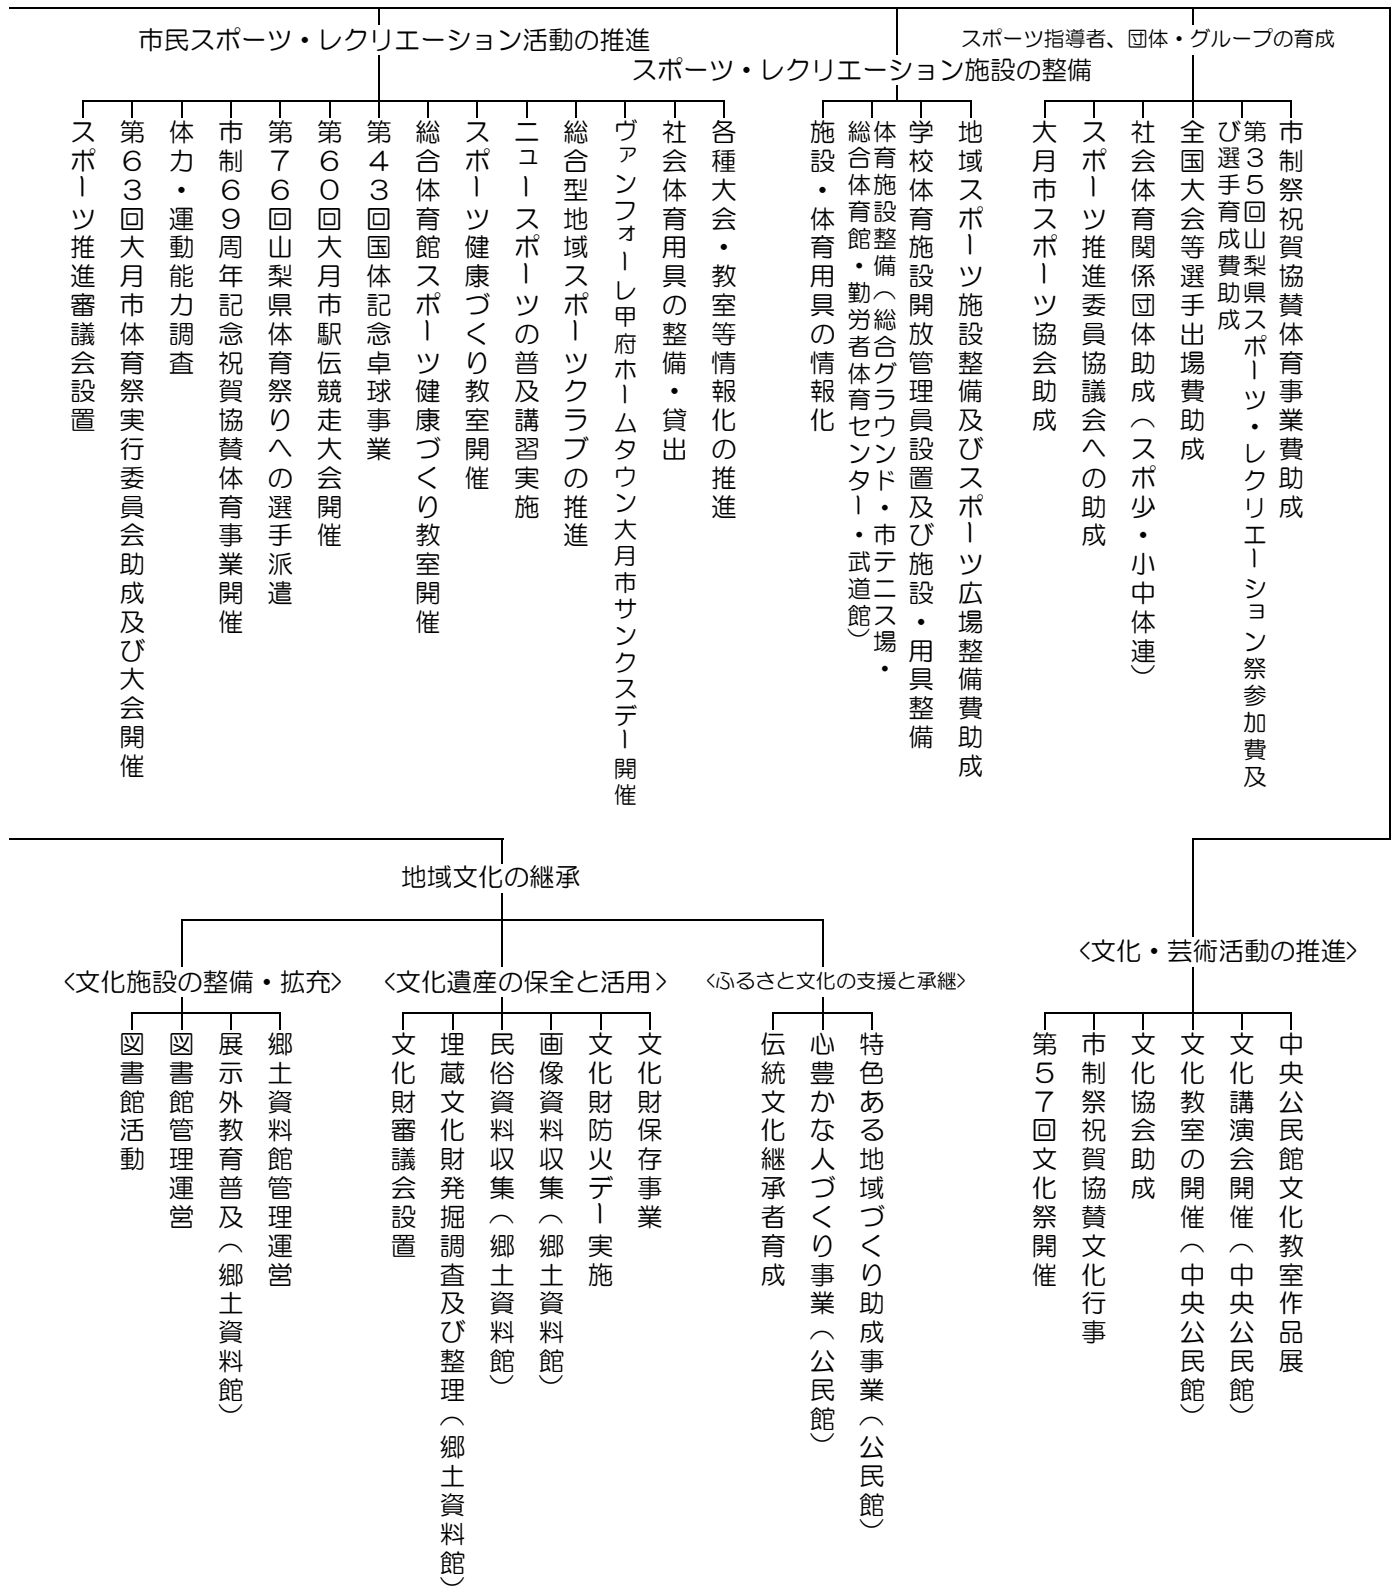 スポーツ指導者、団体・グループの育成
市制祭祝賀協賛体育事業費助成
第35回山梨県スポーツ・レクリエーション祭参加費及
び選手育成費助成
全国大会等選手出場費助成
社会体育関係団体助成（スポ少・小中体連）
スポーツ推進委員協議会への助成
大月市スポーツ協会助成
スポーツ・レクリエーション施設の整備
地域スポーツ施設整備及びスポーツ広場整備費助成
学校体育施設開放管理員設置及び施設・用具整備
体育施設整備（総合グラウンド・市テニス場・
総合体育館・勤労者体育センター・武道館）
施設・体育用具の情報化
市民スポーツ・レクリエーション活動の推進
各種大会・教室等情報化の推進
社会体育用具の整備・貸出
ヴァンフォーレ甲府ホームタウン大月市サンクスデー開催
総合型地域スポーツクラブの推進
ニュースポーツの普及講習実施
スポーツ健康づくり教室開催
総合体育館スポーツ健康づくり教室開催
第43回国体記念卓球事業
第60回大月市駅伝競走大会開催
第76回山梨県体育祭りへの選手派遣
市制69周年記念祝賀協賛体育事業開催
体力・運動能力調査
第63回大月市体育祭実行委員会助成及び大会開催
スポーツ推進審議会設置
<文化・芸術活動の推進>
中央公民館文化教室作品展
文化講演会開催（中央公民館）
文化教室の開催（中央公民館）
文化協会助成
市制祭祝賀協賛文化行事
第57回文化祭開催
地域文化の継承
<ふるさと文化の支援と承継>
特色ある地域づくり助成事業（公民館）
心豊かな人づくり事業（公民館）
伝統文化継承者育成
<文化遺産の保全と活用>
文化財保存事業
文化財防火デー実施
画像資料収集（郷土資料館）
民俗資料収集（郷土資料館）
埋蔵文化財発掘調査及び整理（郷土資料館）
文化財審議会設置
<文化施設の整備・拡充>
郷土資料館管理運営
展示外教育普及（郷土資料館）
図書館管理運営
図書館活動